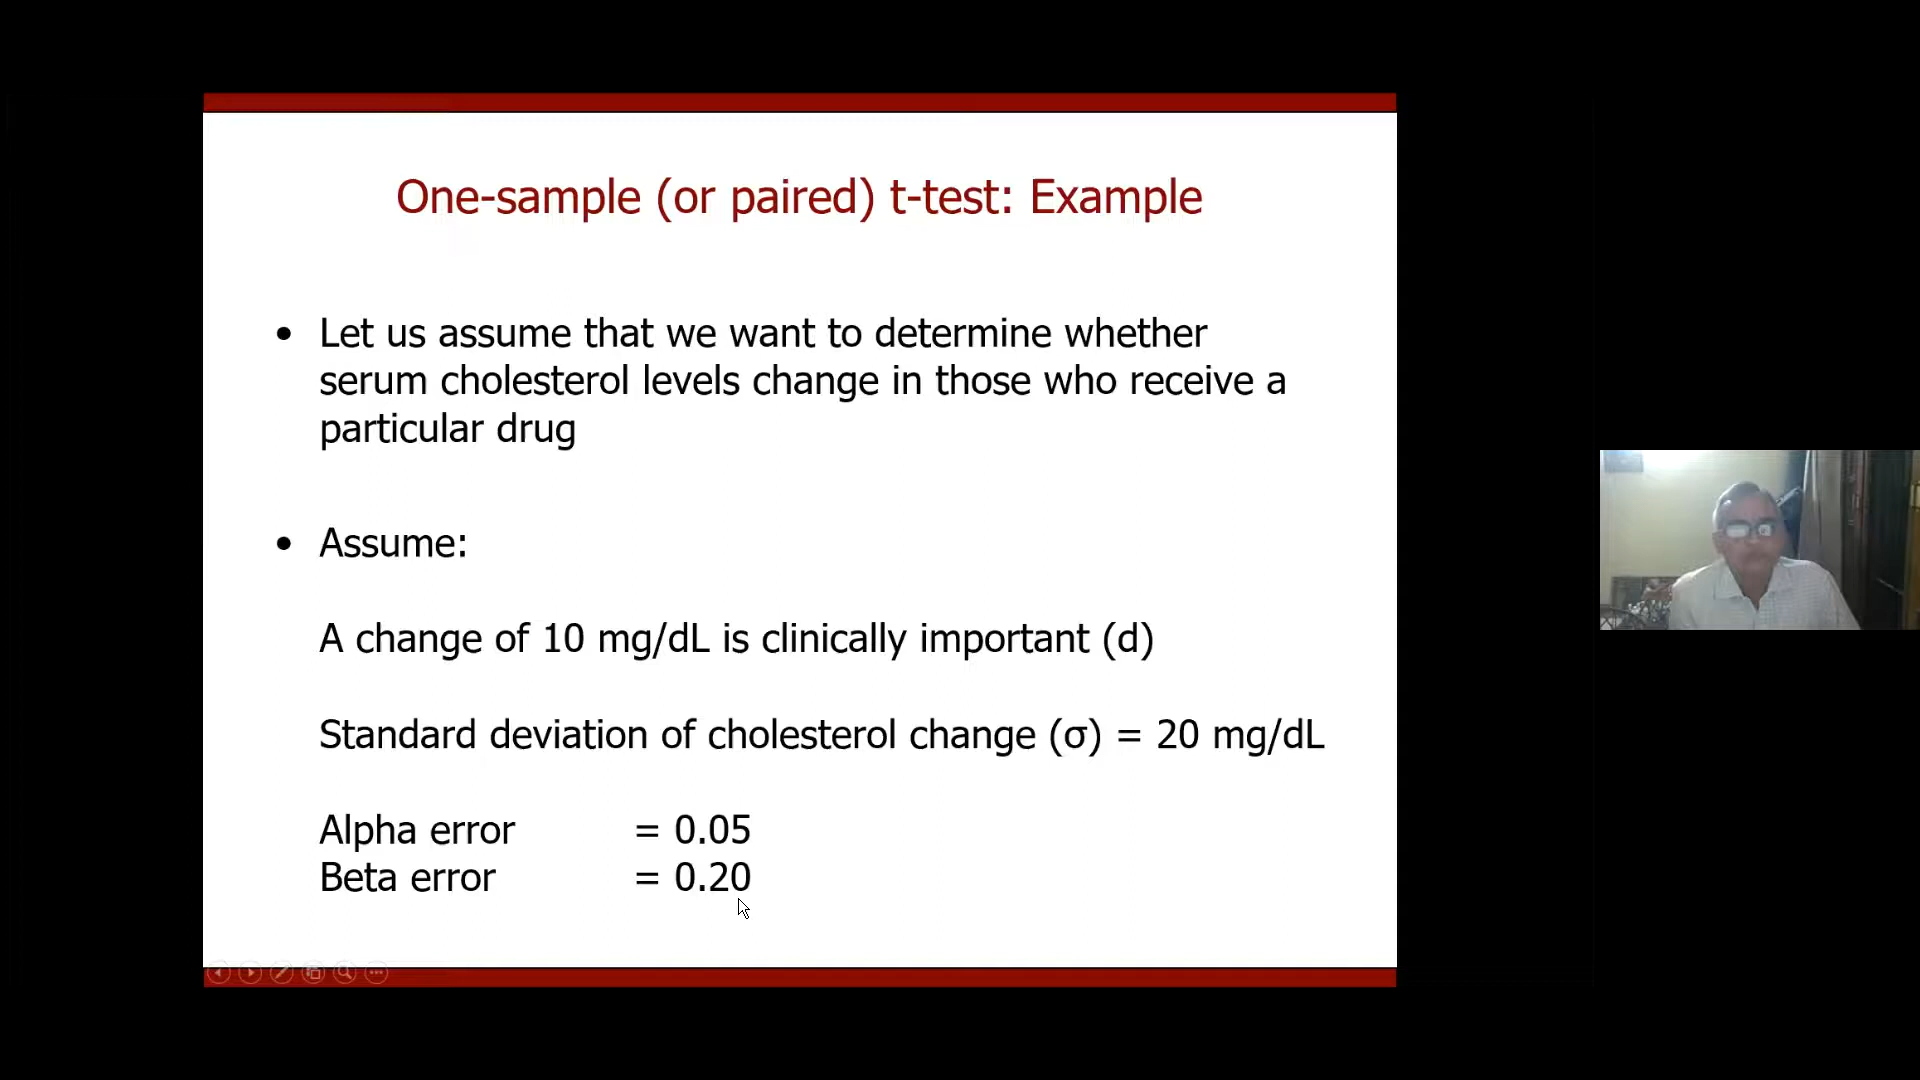 One-sample (or paired) t-test: Example
• Let us assume that we want to determine whether
serum cholesterol levels change in those who receive a
particular drug
• Assume:
A change of 10 mg/dL is clinically important (d)
Standard deviation of cholesterol change (σ) = 20 mg/dL
Alpha error = 0.05
Beta error = 0.20